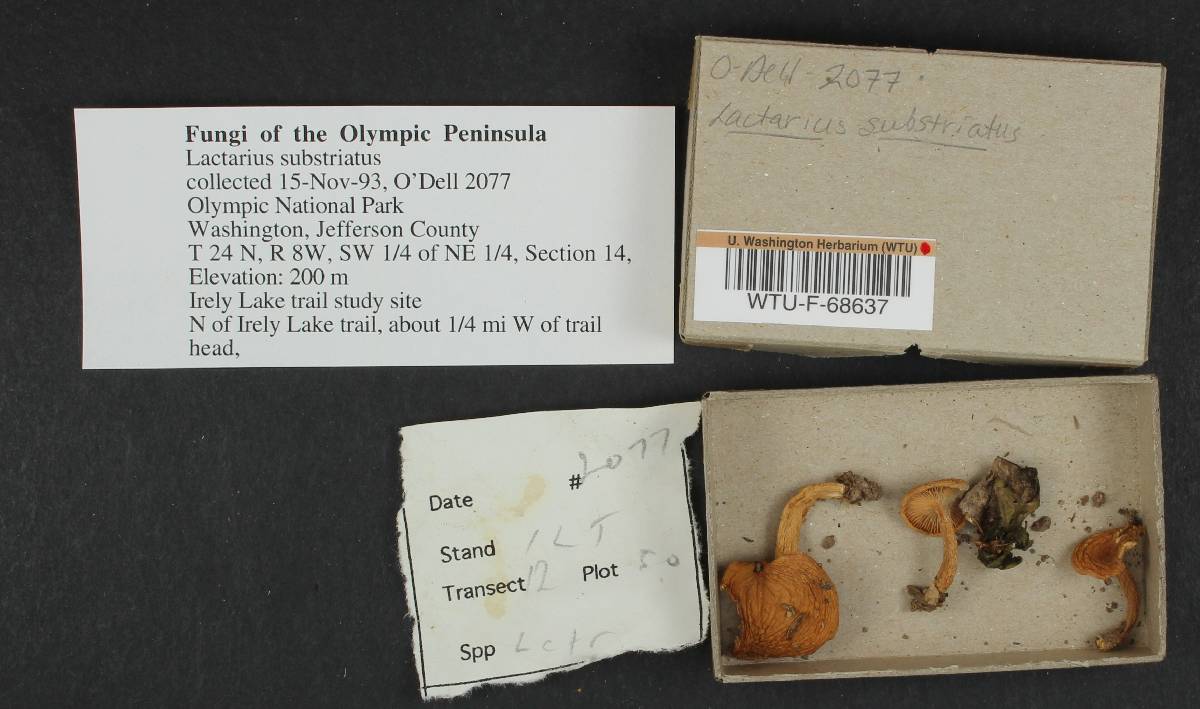 Fungi of the Olympic Peninsula
Lactarius substriatus
collected 15-Nov-93, O'Dell 2077
Olympic National Park
Washington, Jefferson County
T 24 N, R 8W, SW 1/4 of NE 1/4, Section 14,
Elevation: 200 m
Irely Lake trail study site
N of Irely Lake trail, about 1/4 mi W of trail
head,
O'Dell 2077
Lactarius substriatus
U. Washington Herbarium (WTU)
WTU-F-68637
Date # 2077
Stand ILT
Transect 12 Plot 50
Spp Lctr